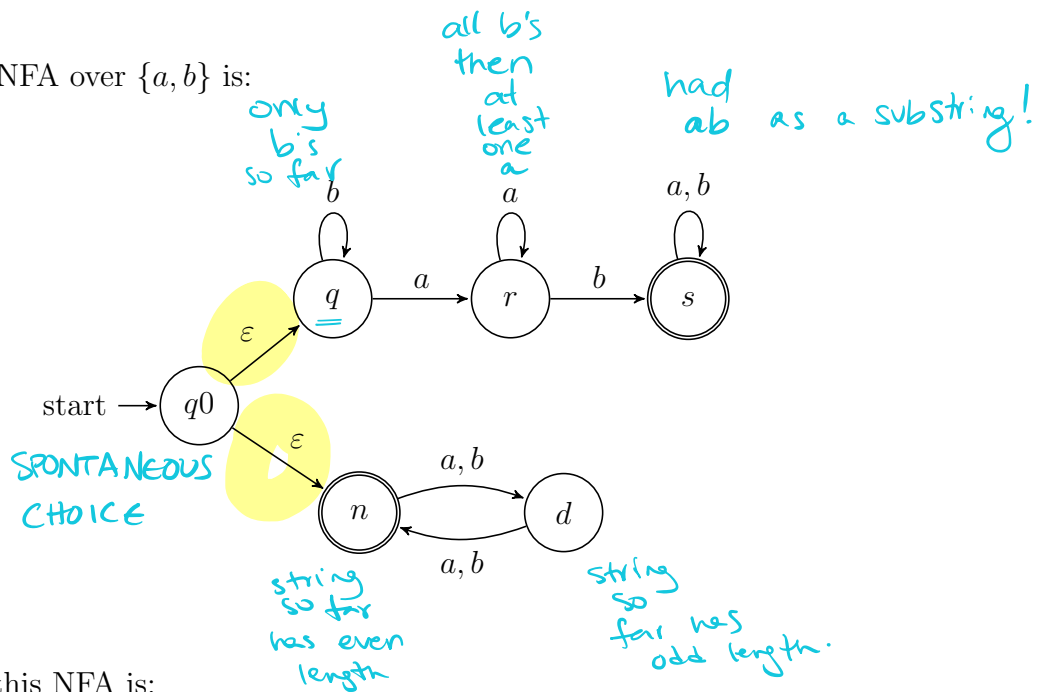 all b's
then
at
least
one
a
NFA over {a, b} is:
only
b's
so far
had
ab as a substring!
b
a
a, b
q
a
r
b
s
ε
start
q0
ε
SPONTANEOUS
CHOICE
a, b
n
d
a, b
string
so far
has even
length
string
so
far has
odd length.
this NFA is: